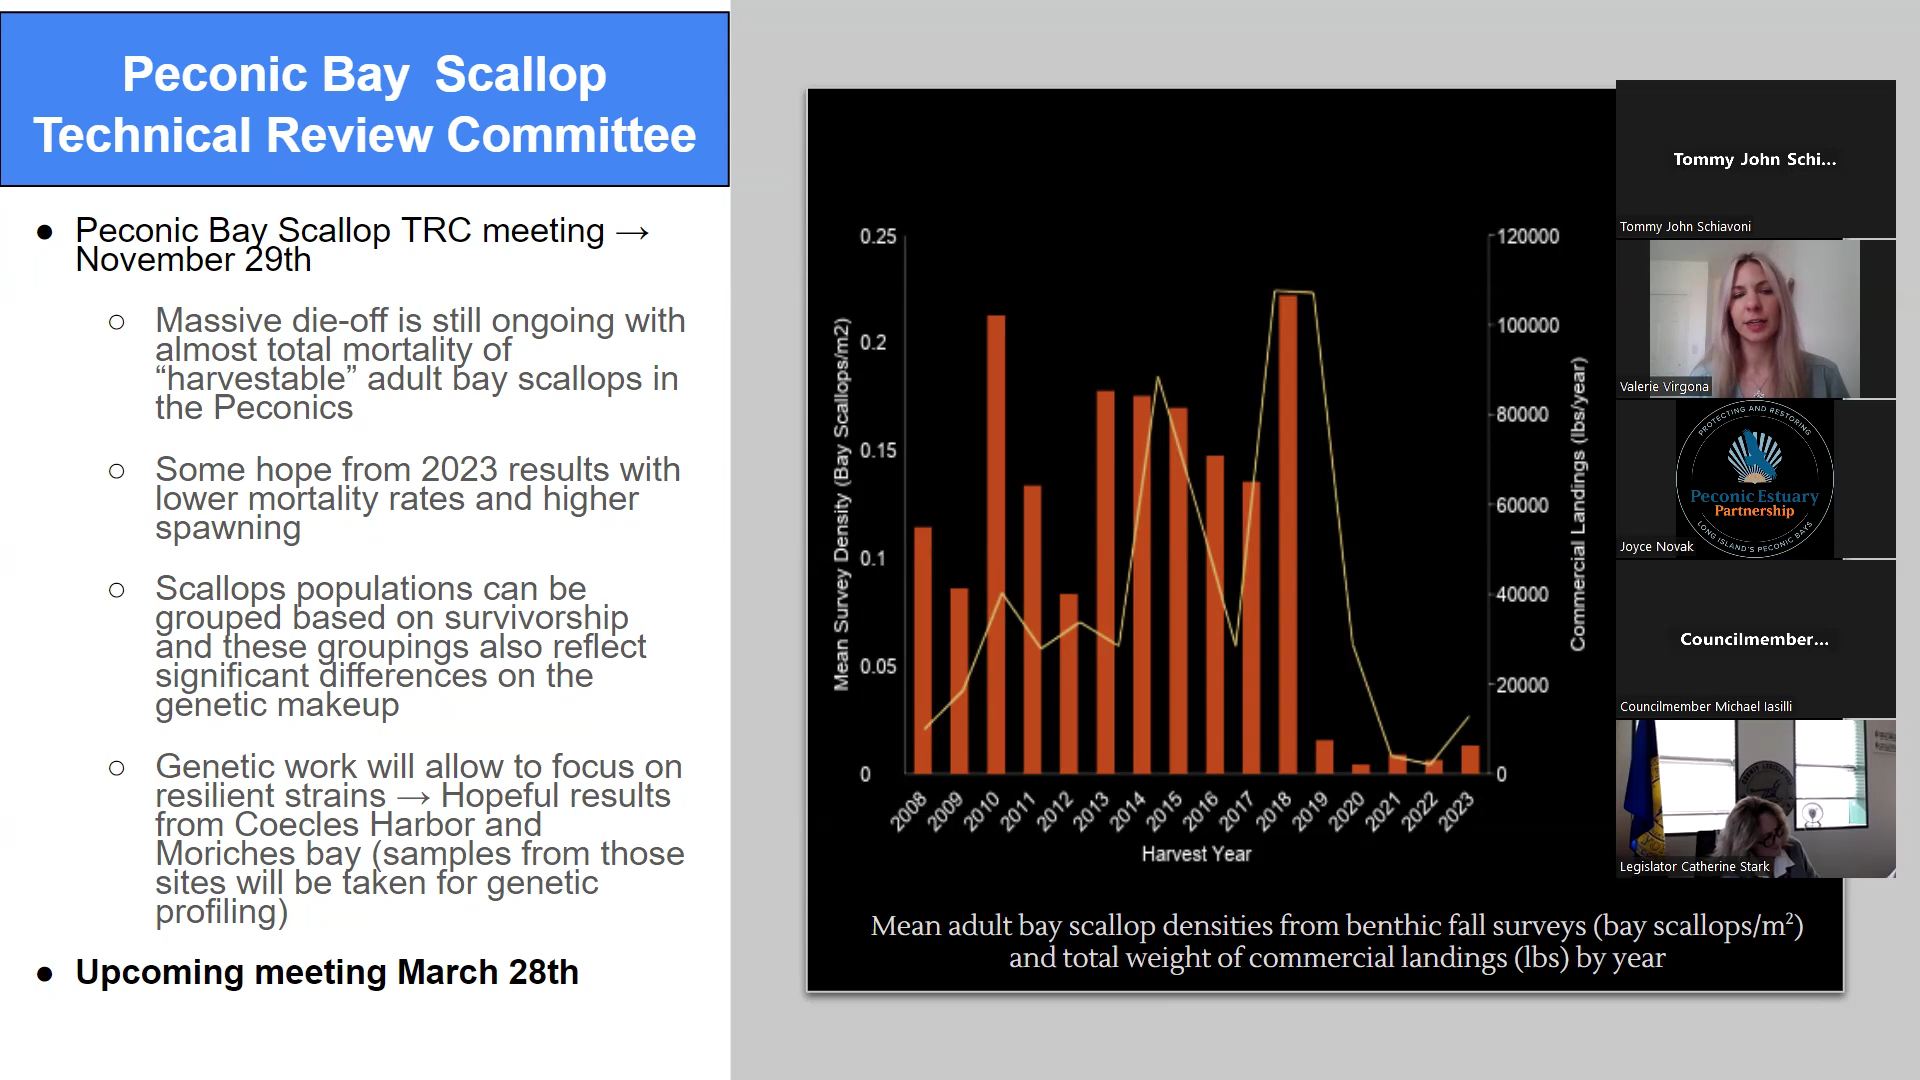 Peconic Bay  Scallop
Technical Review Committee
● Peconic Bay Scallop TRC meeting →
November 29th
○ Massive die-off is still ongoing with
almost total mortality of
“harvestable” adult bay scallops in
the Peconics
○ Some hope from 2023 results with
lower mortality rates and higher
spawning
○ Scallops populations can be
grouped based on survivorship
and these groupings also reflect
significant differences on the
genetic makeup
○ Genetic work will allow to focus on
resilient strains → Hopeful results
from Coecles Harbor and
Moriches bay (samples from those
sites will be taken for genetic
profiling)
● Upcoming meeting March 28th
Mean Survey Density (Bay Scallops/m2)
0.25
0.2
0.15
0.1
0.05
0
120000
100000
80000
60000
40000
20000
0
Commercial Landings (lbs/year)
2008 2009 2010 2011 2012 2013 2014 2015 2016 2017 2018 2019 2020 2021 2022 2023
Harvest Year
Mean adult bay scallop densities from benthic fall surveys (bay scallops/m²)
and total weight of commercial landings (lbs) by year
Tommy John Schi...
Tommy John Schiavoni
Valerie Virgona
PROTECTING AND RESTORING
Peconic Estuary
Partnership
LONG ISLAND'S PECONIC BAYS
Joyce Novak
Councilmember...
Councilmember Michael Iasilli
Legislator Catherine Stark